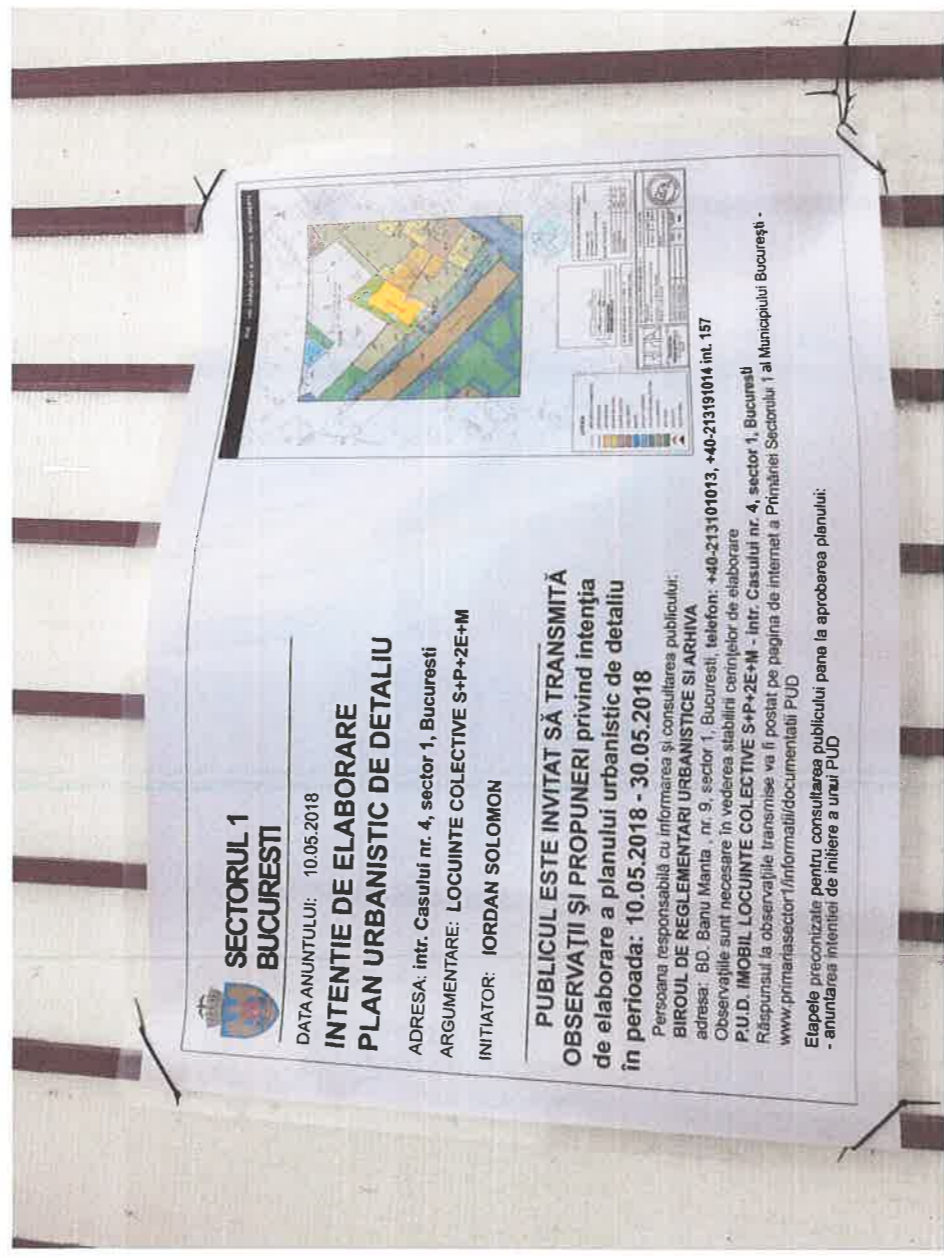 SECTORUL 1
BUCURESTI
DATA ANUNTULUI: 10.05.2018
INTENTIE DE ELABORARE
PLAN URBANISTIC DE DETALIU
ADRESA: intr. Casului nr. 4, sector 1, Bucuresti
ARGUMENTARE: LOCUINTE COLECTIVE S+P+2E+M
INITIATOR: IORDAN SOLOMON
PUBLICUL ESTE INVITAT SĂ TRANSMITĂ
OBSERVAȚII ȘI PROPUNERI privind intenția
de elaborare a planului urbanistic de detaliu
în perioada: 10.05.2018 - 30.05.2018
Persoana responsabilă cu informarea și consultarea publicului:
BIROUL DE REGLEMENTARI URBANISTICE SI ARHIVA
adresa: BD. Banu Manta , nr. 9, sector 1, Bucuresti, telefon: +40-213101013, +40-213191014 int. 157
Observațiile sunt necesare în vederea stabilirii cerințelor de elaborare
P.U.D. IMOBIL LOCUINTE COLECTIVE S+P+2E+M - intr. Casului nr. 4, sector 1, Bucuresti
Răspunsul la observațiile transmise va fi postat pe pagina de internet a Primăriei Sectorului 1 al Municipiului București -
www.primariasector1/informatii/documentatii PUD
Etapele preconizate pentru consultarea publicului pana la aprobarea planului:
- anuntarea intentiei de initiere a unui PUD